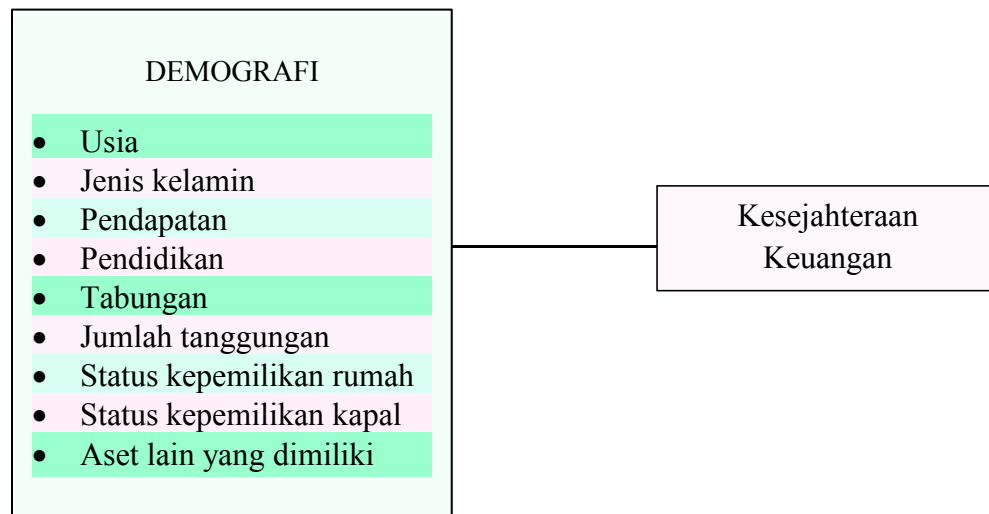 DEMOGRAFI
• Usia
• Jenis kelamin
• Pendapatan
• Pendidikan
• Tabungan
• Jumlah tanggungan
• Status kepemilikan rumah
• Status kepemilikan kapal
• Aset lain yang dimiliki
Kesejahteraan
Keuangan